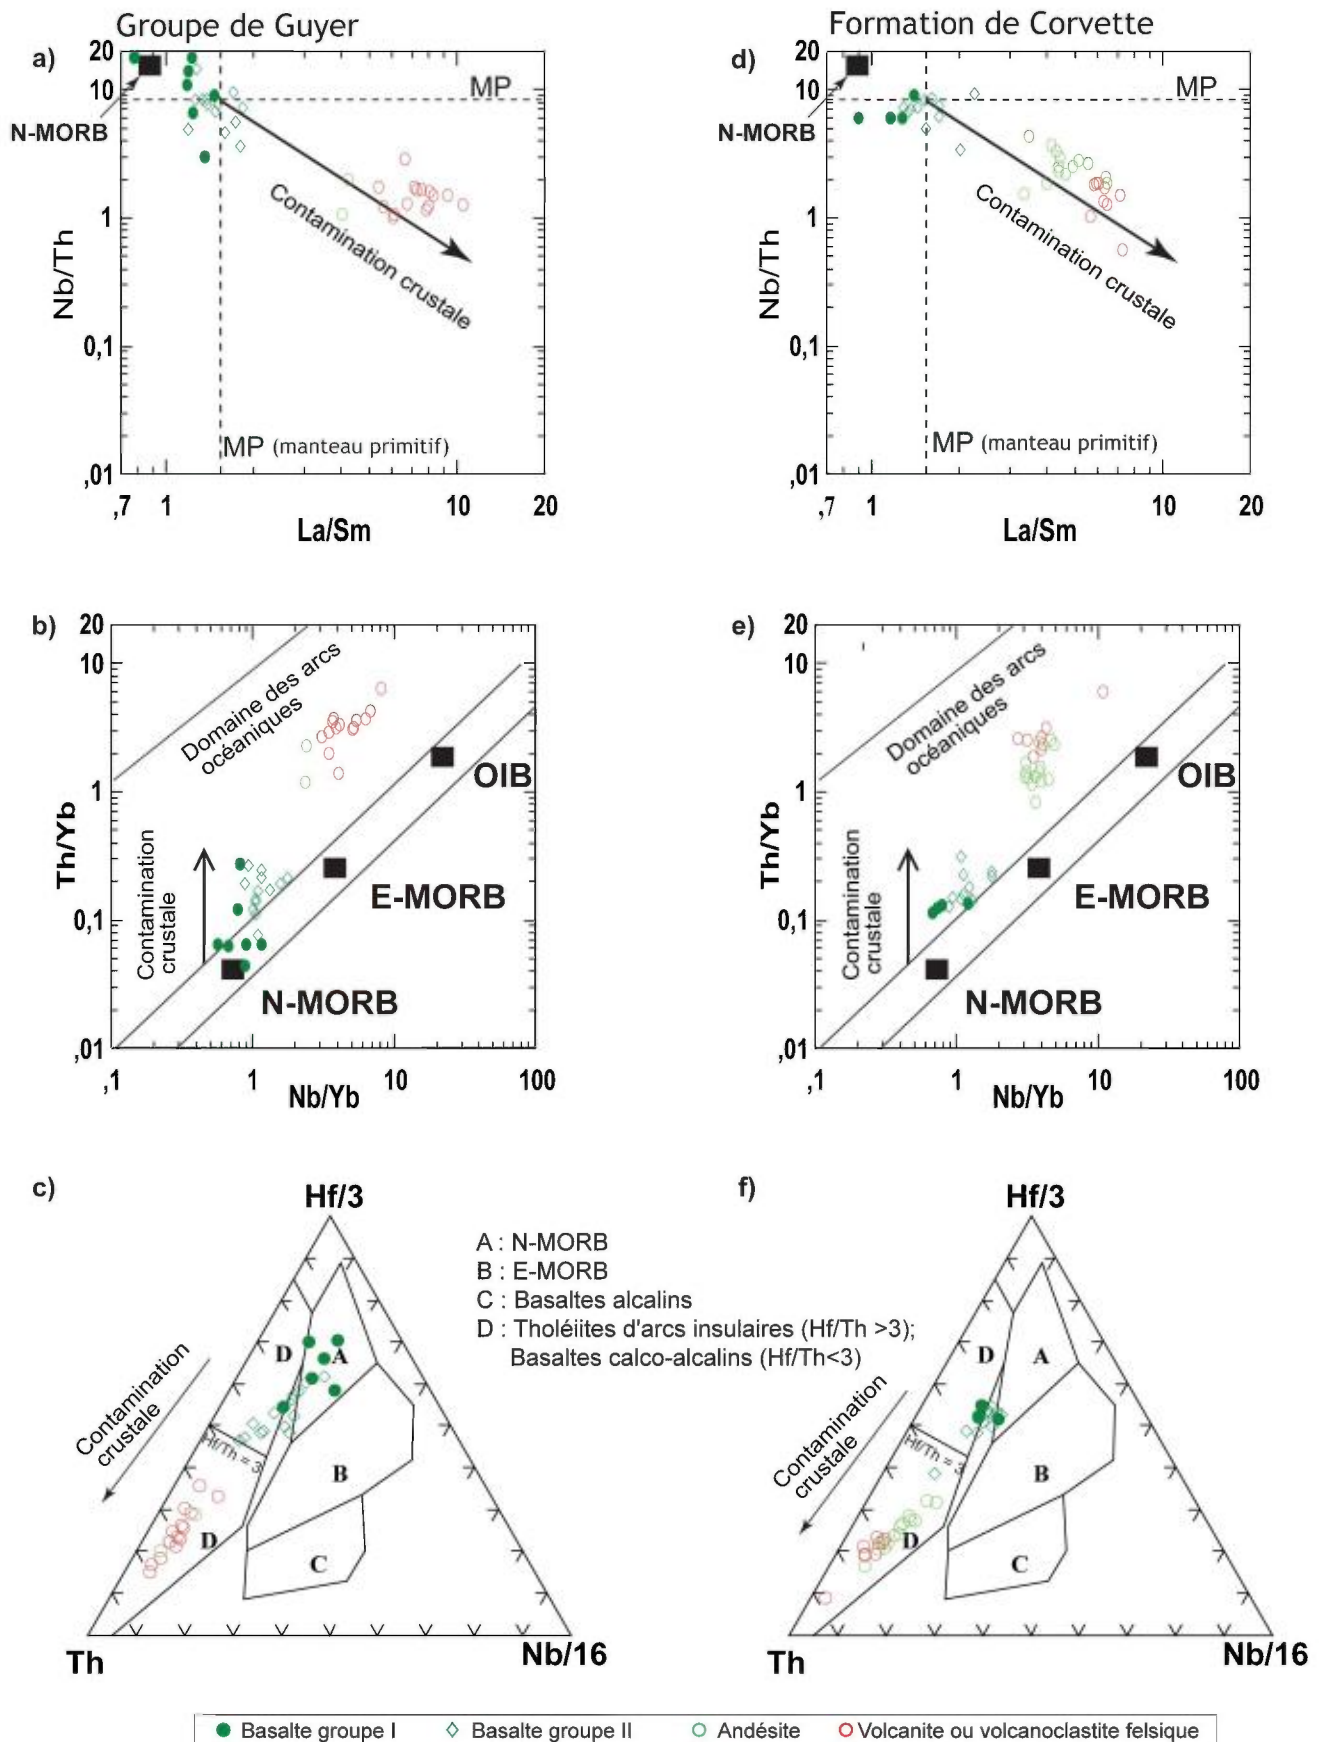 Groupe de Guyer
a)
20
10
1
0,1
,01
Nb/Th
N-MORB
MP
Contamination crustale
MP (manteau primitif)
,7 1 10 20
La/Sm
Formation de Corvette
d)
20
10
1
0,1
,01
Nb/Th
N-MORB
MP
Contamination crustale
MP (manteau primitif)
,7 1 10 20
La/Sm
b)
20
10
1
0,1
,01
Th/Yb
Domaine des arcs
océaniques
OIB
E-MORB
N-MORB
Contamination
crustale
,1 1 10 100
Nb/Yb
e)
20
10
1
0,1
,01
Th/Yb
Domaine des arcs
océaniques
OIB
E-MORB
N-MORB
Contamination
crustale
,1 1 10 100
Nb/Yb
c)
Hf/3
D
A
Contamination
crustale
Hf/Th = 3
B
D
C
Th
Nb/16
A : N-MORB
B : E-MORB
C : Basaltes alcalins
D : Tholéiites d'arcs insulaires (Hf/Th >3);
Basaltes calco-alcalins (Hf/Th<3)
f)
Hf/3
D
A
Contamination
crustale
Hf/Th = 3
B
D
C
Th
Nb/16
Basalte groupe I
Basalte groupe II
Andésite
Volcanite ou volcanoclastite felsique